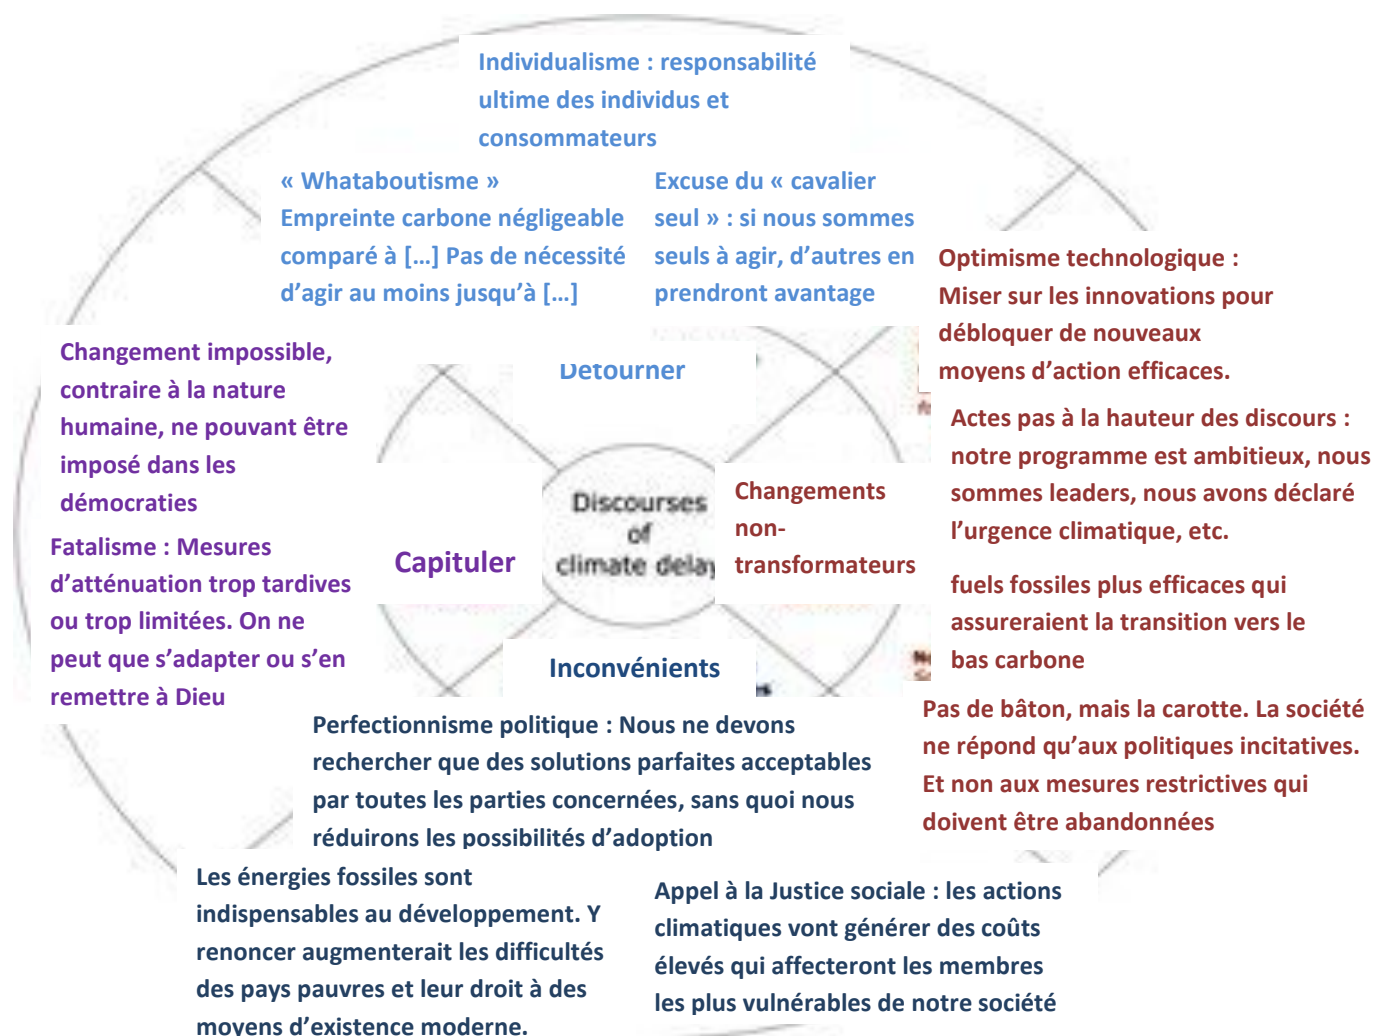 Individualisme : responsabilité
ultime des individus et
consommateurs
« Whataboutisme »
Empreinte carbone négligeable
comparé à [...] Pas de nécessité
d’agir au moins jusqu’à [...]
Excuse du « cavalier
seul » : si nous sommes
seuls à agir, d’autres en
prendront avantage
Optimisme technologique :
Miser sur les innovations pour
débloquer de nouveaux
moyens d’action efficaces.
Changement impossible,
contraire à la nature
humaine, ne pouvant être
imposé dans les
démocraties
Détourner
Actes pas à la hauteur des discours :
notre programme est ambitieux, nous
sommes leaders, nous avons déclaré
l’urgence climatique, etc.
Discourses
of
climate delay
Changements
non-
transformateurs
Capituler
Fatalisme : Mesures
d’atténuation trop tardives
ou trop limitées. On ne
peut que s’adapter ou s’en
remettre à Dieu
fuels fossiles plus efficaces qui
assureraient la transition vers le
bas carbone
Inconvénients
Pas de bâton, mais la carotte. La société
ne répond qu’aux politiques incitatives.
Et non aux mesures restrictives qui
doivent être abandonnées
Perfectionnisme politique : Nous ne devons
rechercher que des solutions parfaites acceptables
par toutes les parties concernées, sans quoi nous
réduirons les possibilités d’adoption
Les énergies fossiles sont
indispensables au développement. Y
renoncer augmenterait les difficultés
des pays pauvres et leur droit à des
moyens d’existence moderne.
Appel à la Justice sociale : les actions
climatiques vont générer des coûts
élevés qui affecteront les membres
les plus vulnérables de notre société